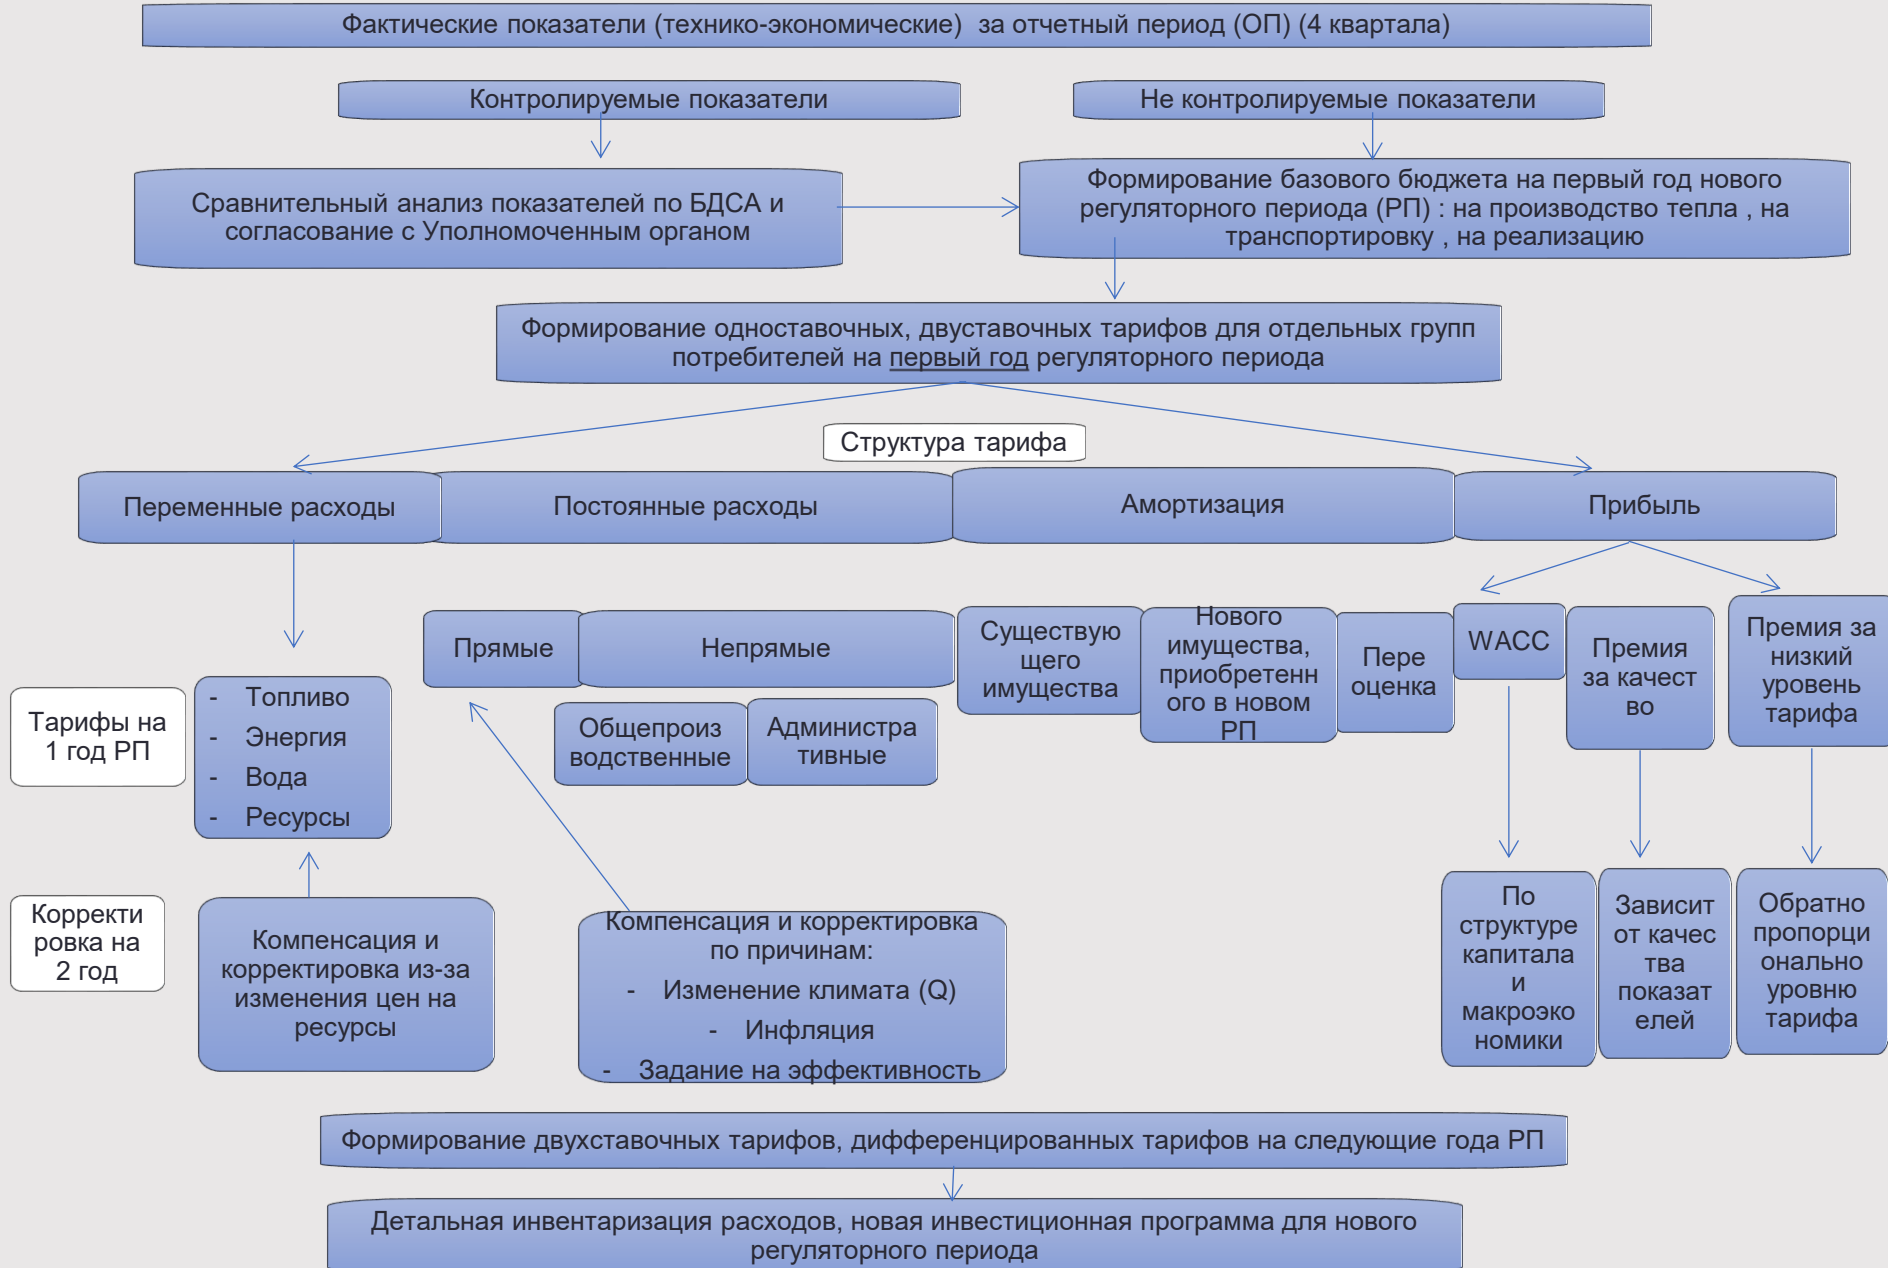 Фактические показатели (технико-экономические) за отчетный период (ОП) (4 квартала)
Контролируемые показатели
Не контролируемые показатели
Сравнительный анализ показателей по БДСА и
согласование с Уполномоченным органом
Формирование базового бюджета на первый год нового
регуляторного периода (РП) : на производство тепла , на
транспортировку , на реализацию
Формирование одноставочных, двуставочных тарифов для отдельных групп
потребителей на первый год регуляторного периода
Структура тарифа
Переменные расходы
Постоянные расходы
Амортизация
Прибыль
Прямые
Непрямые
Существую
щего
имущества
Нового
имущества,
приобретенн
ого в новом
РП
Пере
оценка
WACC
Премия
за качест
во
Премия за
низкий
уровень
тарифа
Тарифы на
1 год РП
- Топливо
- Энергия
- Вода
- Ресурсы
Общепроиз
водственные
Администра
тивные
Корректи
ровка на
2 год
Компенсация и
корректировка из-за
изменения цен на
ресурсы
Компенсация и корректировка
по причинам:
- Изменение климата (Q)
- Инфляция
- Задание на эффективность
По
структуре
капитала
и
макроэко
номики
Зависит
от качес
тва
показат
елей
Обратно
пропорци
онально
уровню
тарифа
Формирование двухставочных тарифов, дифференцированных тарифов на следующие года РП
Детальная инвентаризация расходов, новая инвестиционная программа для нового
регуляторного периода